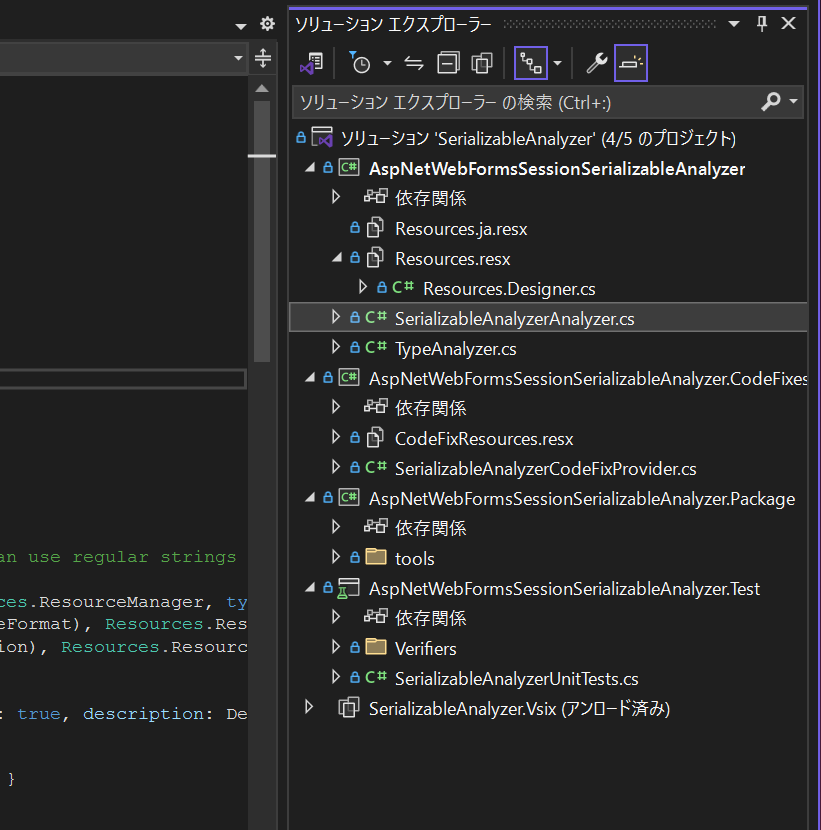 ソリューション エクスプローラー
ソリューション エクスプローラー の検索 (Ctrl+:)
ソリューション 'SerializableAnalyzer' (4/5 のプロジェクト)
C# AspNetWebFormsSessionSerializableAnalyzer
依存関係
Resources.ja.resx
Resources.resx
C# Resources.Designer.cs
C# SerializableAnalyzerAnalyzer.cs
C# TypeAnalyzer.cs
C# AspNetWebFormsSessionSerializableAnalyzer.CodeFixes
依存関係
CodeFixResources.resx
C# SerializableAnalyzerCodeFixProvider.cs
C# AspNetWebFormsSessionSerializableAnalyzer.Package
依存関係
tools
AspNetWebFormsSessionSerializableAnalyzer.Test
依存関係
Verifiers
C# SerializableAnalyzerUnitTests.cs
SerializableAnalyzer.Vsix (アンロード済み)
an use regular strings
ces.ResourceManager, ty
eFormat), Resources.Res
ion), Resources.Resourc
: true, description: De
}